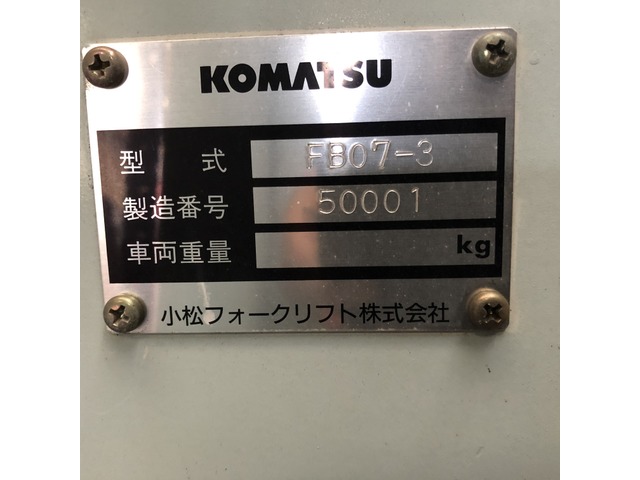 KOMATSU
型式 FB07-3
製造番号 50001
車両重量 kg
小松フォークリフト株式会社